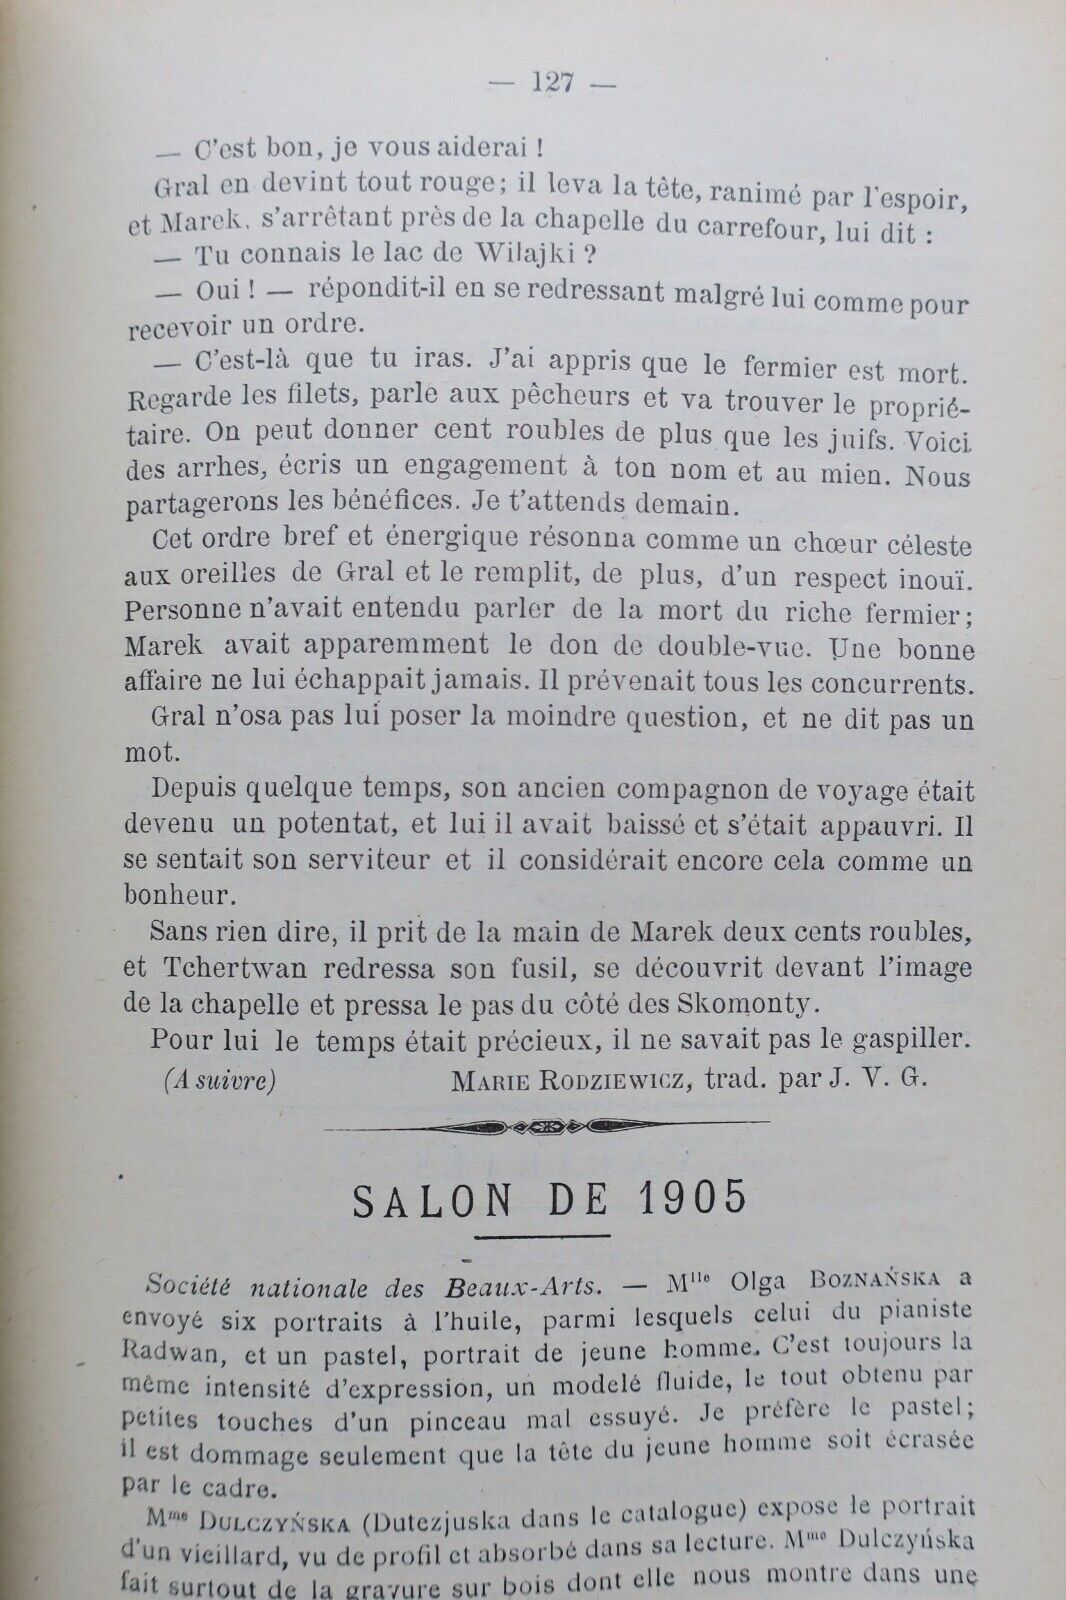 — 127 —
— C'est bon, je vous aiderai !
Gral en devint tout rouge; il leva la tête, ranimé par l'espoir,
et Marek, s'arrêtant près de la chapelle du carrefour, lui dit :
— Tu connais le lac de Wilajki ?
— Oui ! — répondit-il en se redressant malgré lui comme pour
recevoir un ordre.
— C'est-là que tu iras. J'ai appris que le fermier est mort.
Regarde les filets, parle aux pêcheurs et va trouver le proprié-
taire. On peut donner cent roubles de plus que les juifs. Voici
des arrhes, écris un engagement à ton nom et au mien. Nous
partagerons les bénéfices. Je t'attends demain.
Cet ordre bref et énergique résonna comme un chœur céleste
aux oreilles de Gral et le remplit, de plus, d'un respect inouï.
Personne n'avait entendu parler de la mort du riche fermier;
Marek avait apparemment le don de double-vue. Une bonne
affaire ne lui échappait jamais. Il prévenait tous les concurrents.
Gral n'osa pas lui poser la moindre question, et ne dit pas un
mot.
Depuis quelque temps, son ancien compagnon de voyage était
devenu un potentat, et lui il avait baissé et s'était appauvri. Il
se sentait son serviteur et il considérait encore cela comme un
bonheur.
Sans rien dire, il prit de la main de Marek deux cents roubles,
et Tchertwan redressa son fusil, se découvrit devant l'image
de la chapelle et pressa le pas du côté des Skomonty.
Pour lui le temps était précieux, il ne savait pas le gaspiller.
(A suivre) MARIE RODZIEWICZ, trad. par J. V. G.
SALON DE 1905
Société nationale des Beaux-Arts. — Mlle Olga BOZNAŃSKA a
envoyé six portraits à l'huile, parmi lesquels celui du pianiste
Radwan, et un pastel, portrait de jeune homme. C'est toujours la
même intensité d'expression, un modelé fluide, le tout obtenu par
petites touches d'un pinceau mal essuyé. Je préfère le pastel;
il est dommage seulement que la tête du jeune homme soit écrasée
par le cadre.
Mme DULCZYŃSKA (Dutezjuska dans le catalogue) expose le portrait
d'un vieillard, vu de profil et absorbé dans sa lecture. Mme Dulczyńska
fait surtout de la gravure sur bois dont elle nous montre dans une